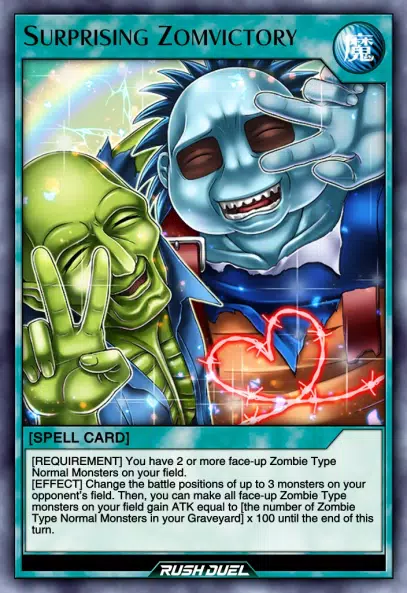 SURPRISING ZOMVICTORY
魔
[SPELL CARD]
[REQUIREMENT] You have 2 or more face-up Zombie Type
Normal Monsters on your field.
[EFFECT] Change the battle positions of up to 3 monsters on your
opponent's field. Then, you can make all face-up Zombie Type
monsters on your field gain ATK equal to [the number of Zombie
Type Normal Monsters in your Graveyard] x 100 until the end of this
turn.
RUSH DUEL